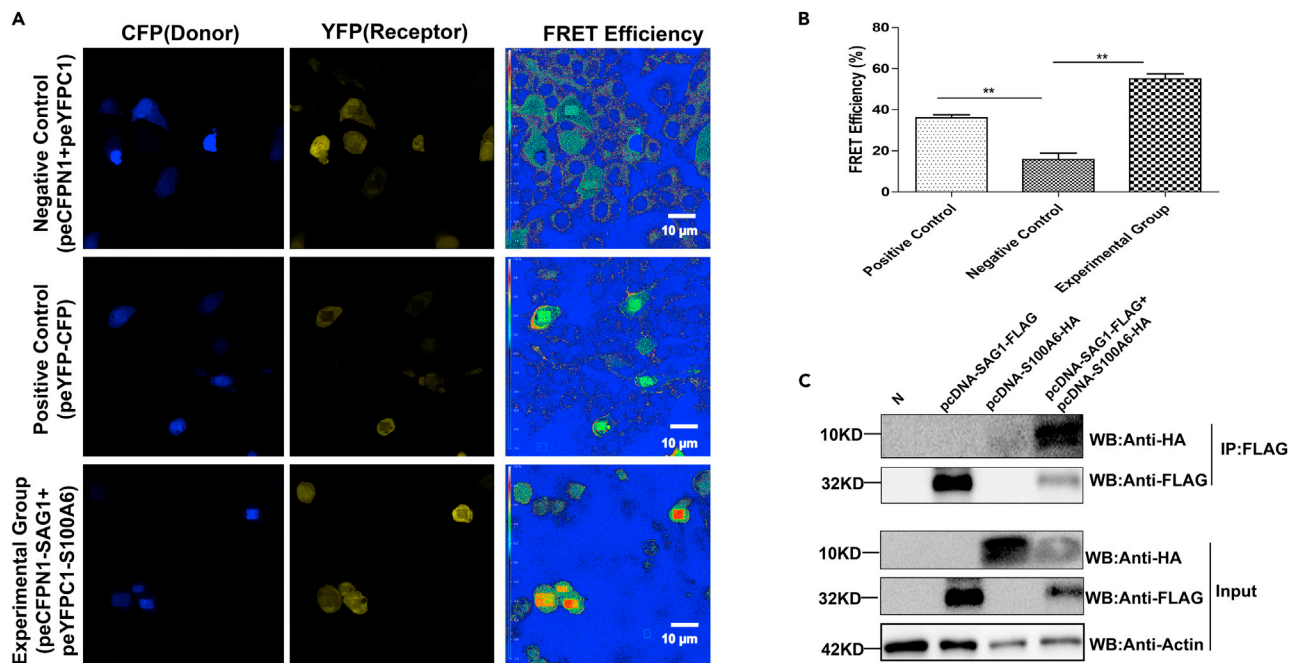 A
CFP(Donor)
YFP(Receptor)
FRET Efficiency
Negative Control
(peCFPN1+peYFPC1)
10 μm
Positive Control
(peYFP-CFP)
10 μm
Experimental Group
(peCFPN1-SAG1+
peYFPC1-S100A6)
10 μm
B
FRET Efficiency (%)
80
60
40
20
0
**
**
Positive Control
Negative Control
Experimental Group
C
N
pcDNA-SAG1-FLAG
pcDNA-S100A6-HA
pcDNA-SAG1-FLAG+
pcDNA-S100A6-HA
10KD
WB:Anti-HA
32KD
WB:Anti-FLAG
IP:FLAG
10KD
WB:Anti-HA
32KD
WB:Anti-FLAG
42KD
WB:Anti-Actin
Input